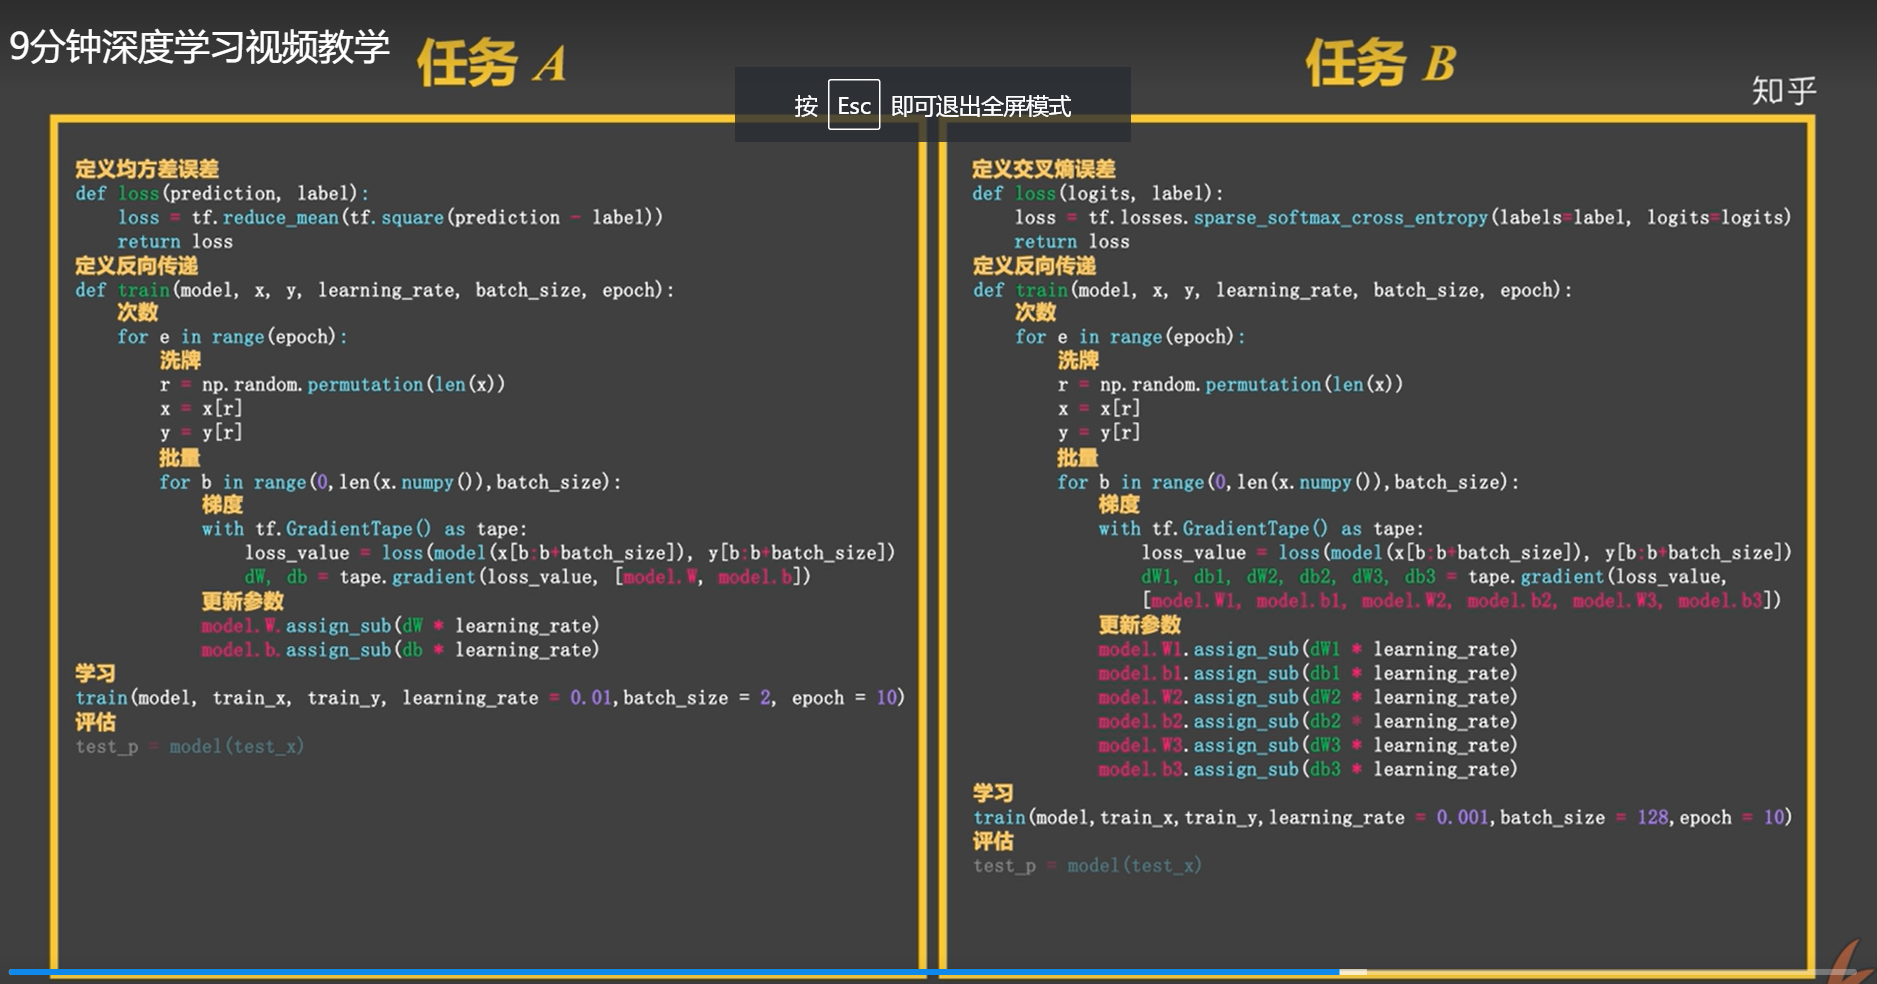 9分钟深度学习视频教学
任务 A
任务 B
知乎
按 Esc 即可退出全屏模式
定义均方差误差
def loss(prediction, label):
loss = tf.reduce_mean(tf.square(prediction - label))
return loss
定义反向传递
def train(model, x, y, learning_rate, batch_size, epoch):
次数
for e in range(epoch):
洗牌
r = np.random.permutation(len(x))
x = x[r]
y = y[r]
批量
for b in range(0,len(x.numpy()),batch_size):
梯度
with tf.GradientTape() as tape:
loss_value = loss(model(x[b:b+batch_size]), y[b:b+batch_size])
dW, db = tape.gradient(loss_value, [model.W, model.b])
更新参数
model.W.assign_sub(dW * learning_rate)
model.b.assign_sub(db * learning_rate)
学习
train(model, train_x, train_y, learning_rate = 0.01,batch_size = 2, epoch = 10)
评估
test_p = model(test_x)
定义交叉熵误差
def loss(logits, label):
loss = tf.losses.sparse_softmax_cross_entropy(labels=label, logits=logits)
return loss
定义反向传递
def train(model, x, y, learning_rate, batch_size, epoch):
次数
for e in range(epoch):
洗牌
r = np.random.permutation(len(x))
x = x[r]
y = y[r]
批量
for b in range(0,len(x.numpy()),batch_size):
梯度
with tf.GradientTape() as tape:
loss_value = loss(model(x[b:b+batch_size]), y[b:b+batch_size])
dW1, db1, dW2, db2, dW3, db3 = tape.gradient(loss_value,
[model.W1, model.b1, model.W2, model.b2, model.W3, model.b3])
更新参数
model.W1.assign_sub(dW1 * learning_rate)
model.b1.assign_sub(db1 * learning_rate)
model.W2.assign_sub(dW2 * learning_rate)
model.b2.assign_sub(db2 * learning_rate)
model.W3.assign_sub(dW3 * learning_rate)
model.b3.assign_sub(db3 * learning_rate)
学习
train(model,train_x,train_y,learning_rate = 0.001,batch_size = 128,epoch = 10)
评估
test_p = model(test_x)